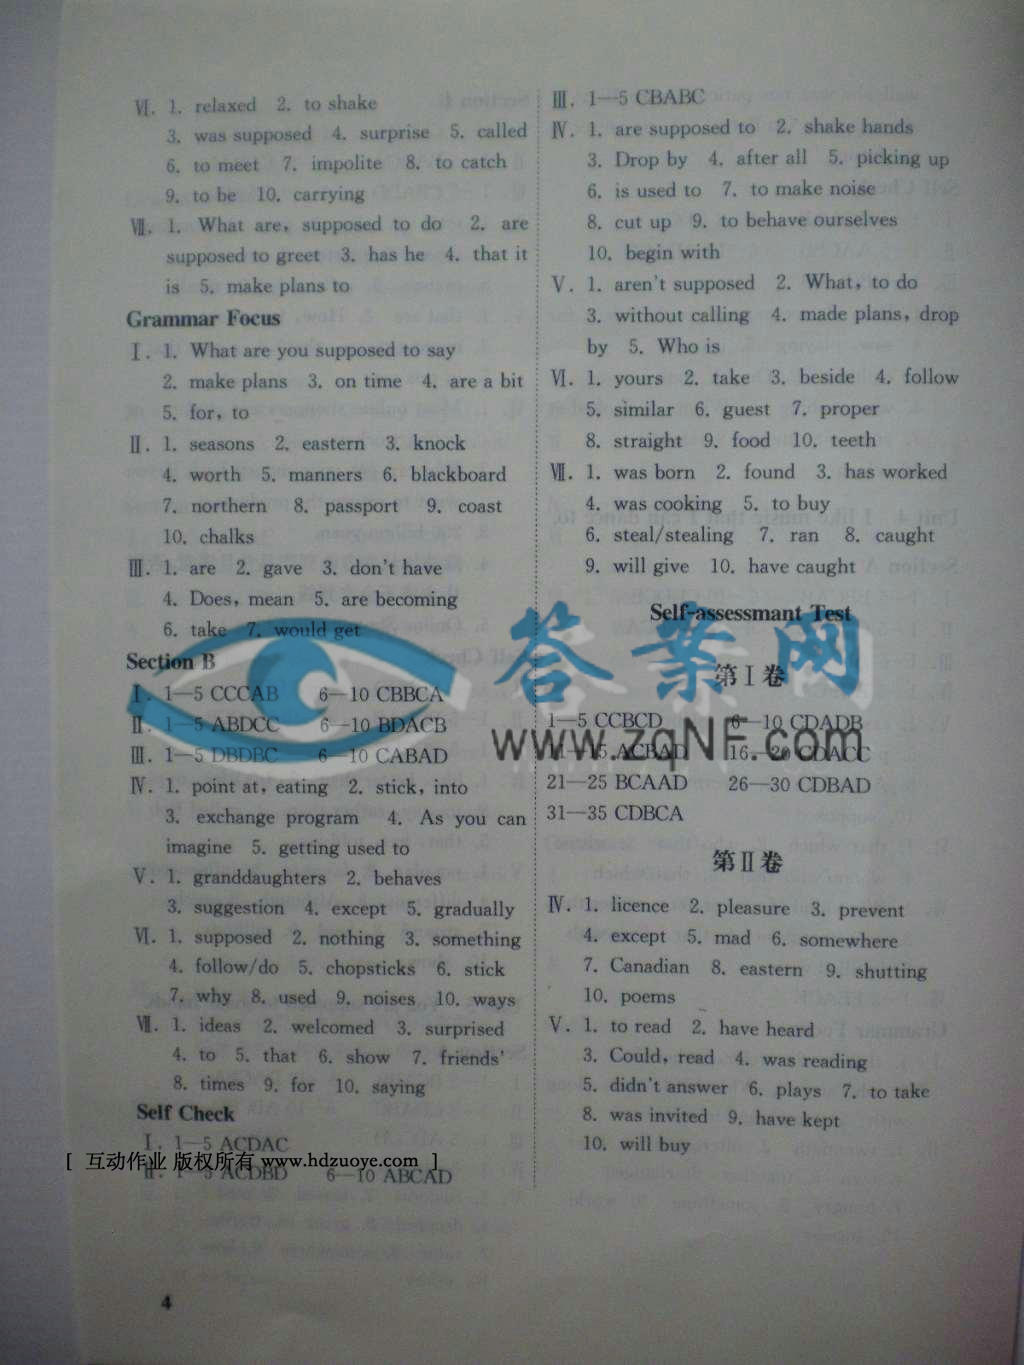 Ⅵ. 1. relaxed 2. to shake
3. was supposed 4. surprise 5. called
6. to meet 7. impolite 8. to catch
9. to be 10. carrying
Ⅶ. 1. What are, supposed to do 2. are
supposed to greet 3. has he 4. that it
is 5. make plans to
Grammar Focus
Ⅰ. 1. What are you supposed to say
2. make plans 3. on time 4. are a bit
5. for, to
Ⅱ. 1. seasons 2. eastern 3. knock
4. worth 5. manners 6. blackboard
7. northern 8. passport 9. coast
10. chalks
Ⅲ. 1. are 2. gave 3. don't have
4. Does, mean 5. are becoming
6. take 7. would get
Section B
Ⅰ. 1—5 CCCAB 6—10 CBBCA
Ⅱ. 1—5 ABDCC 6—10 BDACB
Ⅲ. 1—5 DBDBC 6—10 CABAD
Ⅳ. 1. point at, eating 2. stick, into
3. exchange program 4. As you can
imagine 5. getting used to
Ⅴ. 1. granddaughters 2. behaves
3. suggestion 4. except 5. gradually
Ⅵ. 1. supposed 2. nothing 3. something
4. follow/do 5. chopsticks 6. stick
7. why 8. used 9. noises 10. ways
Ⅶ. 1. ideas 2. welcomed 3. surprised
4. to 5. that 6. show 7. friends'
8. times 9. for 10. saying
Self Check
Ⅰ. 1—5 ACDAC
[ 互动作业 版权所有 www.hdzuoye.com ]
Ⅱ. 1—5 ACDBD 6—10 ABCAD
4
Ⅲ. 1—5 CBABC
Ⅳ. 1. are supposed to 2. shake hands
3. Drop by 4. after all 5. picking up
6. is used to 7. to make noise
8. cut up 9. to behave ourselves
10. begin with
Ⅴ. 1. aren't supposed 2. What, to do
3. without calling 4. made plans, drop
by 5. Who is
Ⅵ. 1. yours 2. take 3. beside 4. follow
5. similar 6. guest 7. proper
8. straight 9. food 10. teeth
Ⅶ. 1. was born 2. found 3. has worked
4. was cooking 5. to buy
6. steal/stealing 7. ran 8. caught
9. will give 10. have caught
Self-assessmant Test
答案网
第Ⅰ卷
1—5 CCBCD 6—10 CDADB
www.zqNF.com
11—15 ACBAD 16—20 CDACC
21—25 BCAAD 26—30 CDBAD
31—35 CDBCA
第Ⅱ卷
Ⅳ. 1. licence 2. pleasure 3. prevent
4. except 5. mad 6. somewhere
7. Canadian 8. eastern 9. shutting
10. poems
Ⅴ. 1. to read 2. have heard
3. Could, read 4. was reading
5. didn't answer 6. plays 7. to take
8. was invited 9. have kept
10. will buy